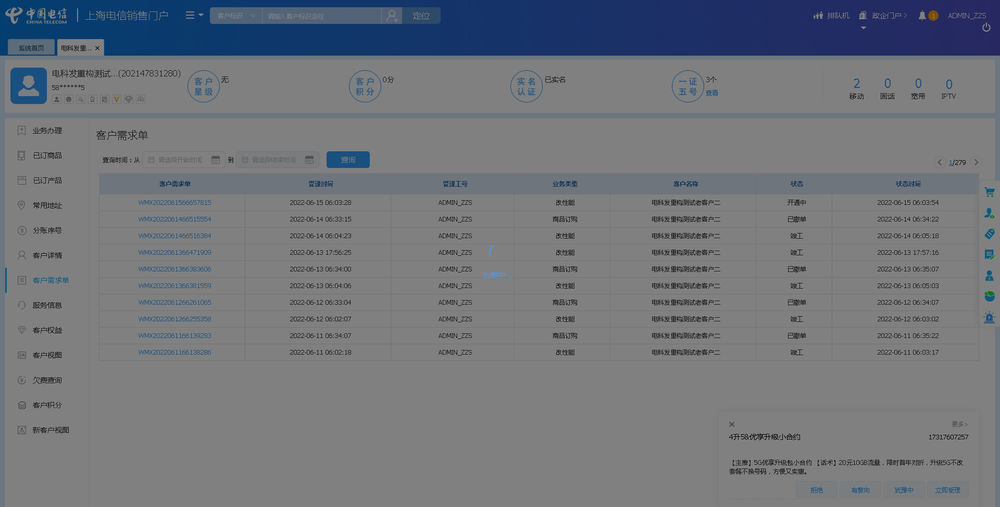 中国电信
CHINA TELECOM
上海电信销售门户
客户标识
请输入客户标识定位
定位
排队机
政企门户
1
ADMIN_ZZS
系统首页
电科发重...
电科发重构测试...(202147831280)
58******5
客户星级
无
客户积分
0分
实名认证
已实名
一证五号
3个
查看
2
移动
0
固话
0
宽带
0
IPTV
业务办理
已订商品
已订产品
常用地址
分账序号
客户详情
客户需求单
服务信息
客户权益
客户视图
欠费查询
客户积分
新客户视图
客户需求单
查询时间：从 请选择开始时间 到 请选择结束时间 查询
1/279
客户需求单 受理时间 受理工号 业务类型 客户名称 状态 状态时间
WMX2022061566657815 2022-06-15 06:03:28 ADMIN_ZZS 改性能 电科发重构测试老客户二 开通中 2022-06-15 06:03:54
WMX2022061466515554 2022-06-14 06:33:15 ADMIN_ZZS 商品订购 电科发重构测试老客户二 已撤单 2022-06-14 06:34:22
WMX2022061466516384 2022-06-14 06:04:23 ADMIN_ZZS 改性能 电科发重构测试老客户二 竣工 2022-06-14 06:05:18
WMX2022061366471909 2022-06-13 17:56:25 ADMIN_ZZS 改性能 电科发重构测试老客户二 竣工 2022-06-13 17:57:16
WMX2022061366383606 2022-06-13 06:34:00 ADMIN_ZZS 商品订购 电科发重构测试老客户二 已撤单 2022-06-13 06:35:07
WMX2022061366381559 2022-06-13 06:04:06 ADMIN_ZZS 改性能 电科发重构测试老客户二 竣工 2022-06-13 06:05:03
WMX2022061266261065 2022-06-12 06:33:04 ADMIN_ZZS 商品订购 电科发重构测试老客户二 已撤单 2022-06-12 06:34:07
WMX2022061266255358 2022-06-12 06:02:07 ADMIN_ZZS 改性能 电科发重构测试老客户二 竣工 2022-06-12 06:03:02
WMX2022061166139283 2022-06-11 06:34:07 ADMIN_ZZS 商品订购 电科发重构测试老客户二 已撤单 2022-06-11 06:35:22
WMX2022061166138286 2022-06-11 06:02:18 ADMIN_ZZS 改性能 电科发重构测试老客户二 竣工 2022-06-11 06:03:17
加载中......
更多>
4升5&优享升级小合约 17317607257
【主推】5G优享升级包小合约 【话术】20元10GB流量，限时首年对折，升级5G不改
套餐不换号码，方便又实惠。
拒绝 有意向 犹豫中 立即受理